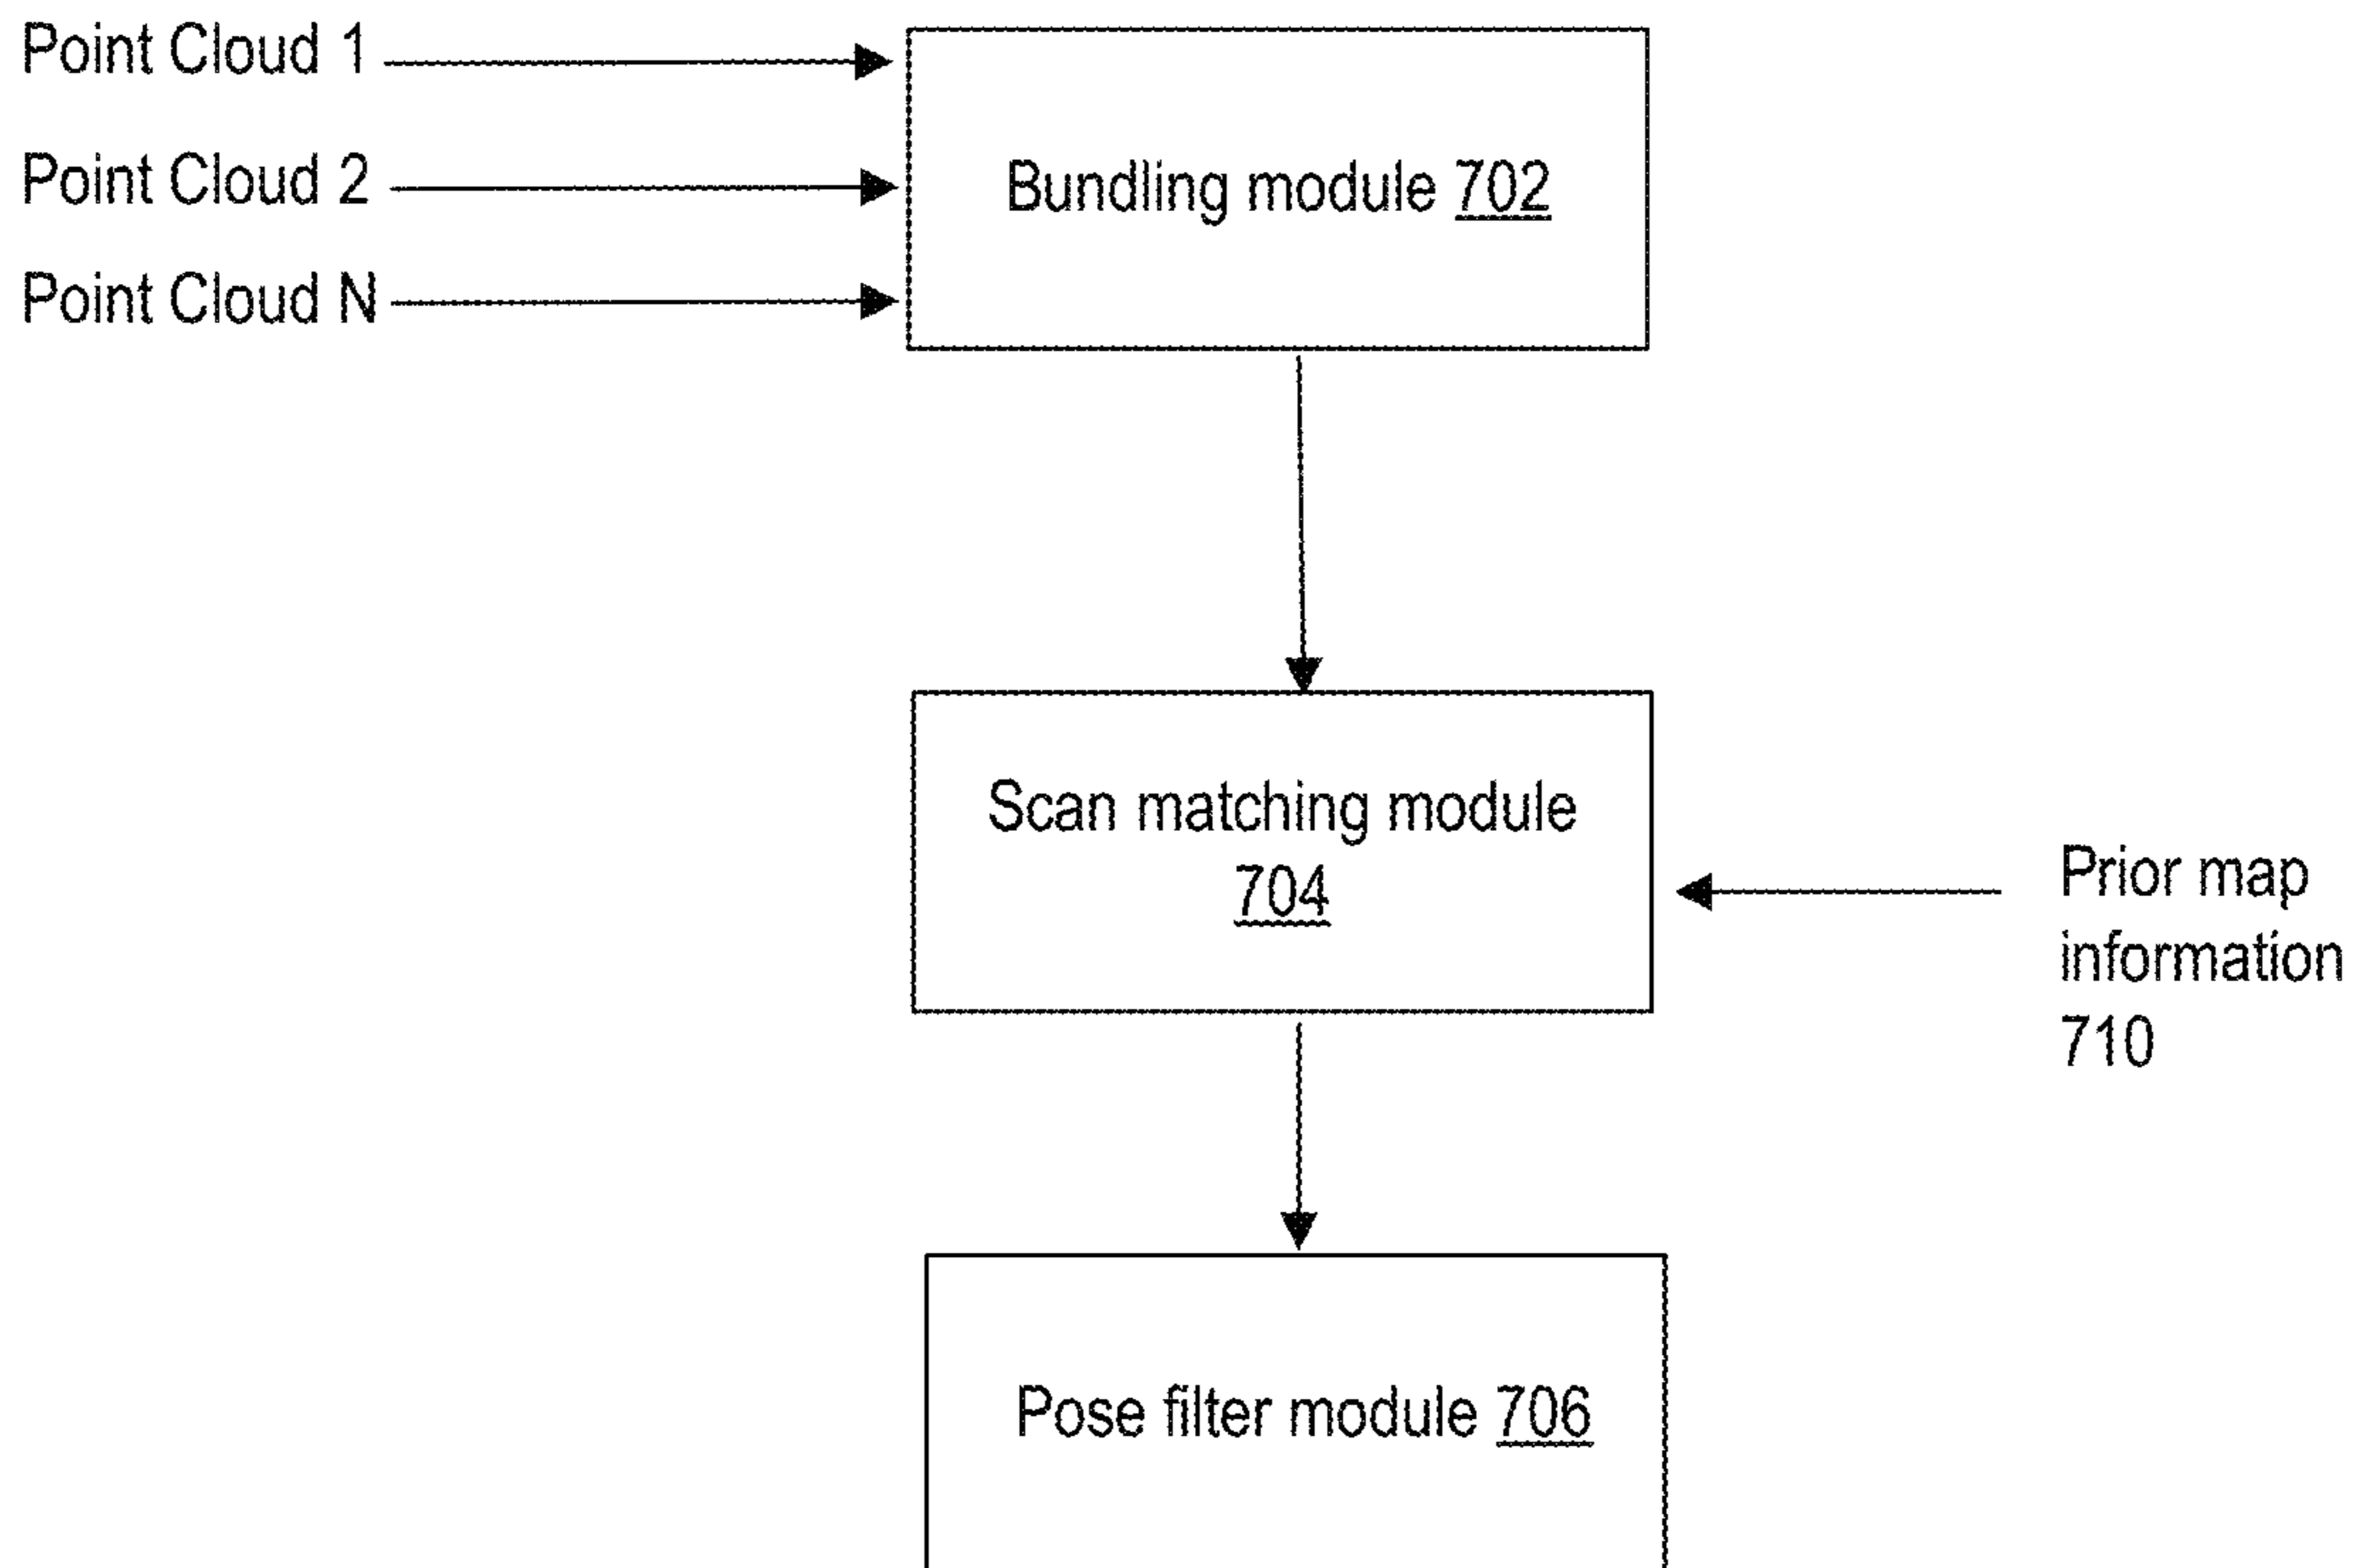 Point Cloud 1
Point Cloud 2
Point Cloud N
Bundling module 702
Scan matching module
704
Prior map
information
710
Pose filter module 706